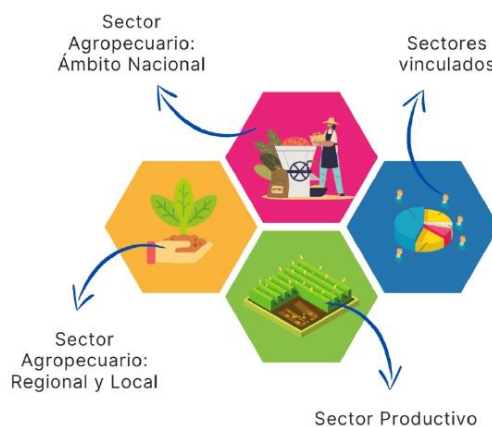 Sector
Agropecuario:
Ámbito Nacional
Sectores
vinculados
Sector
Agropecuario:
Regional y Local
Sector Productivo